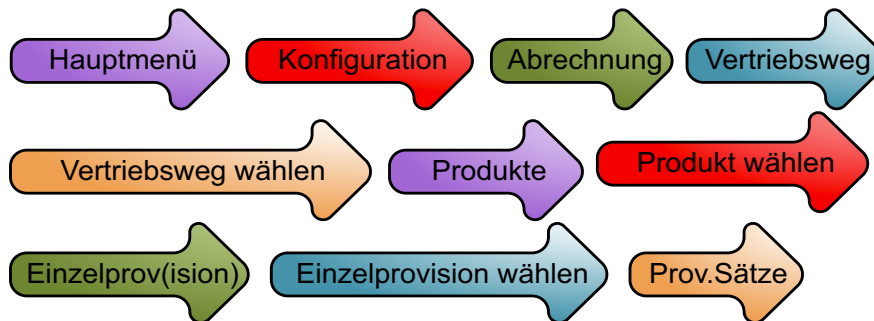 Hauptmenü Konfiguration Abrechnung Vertriebsweg
Vertriebsweg wählen Produkte Produkt wählen
Einzelprov(ision) Einzelprovision wählen Prov.Sätze